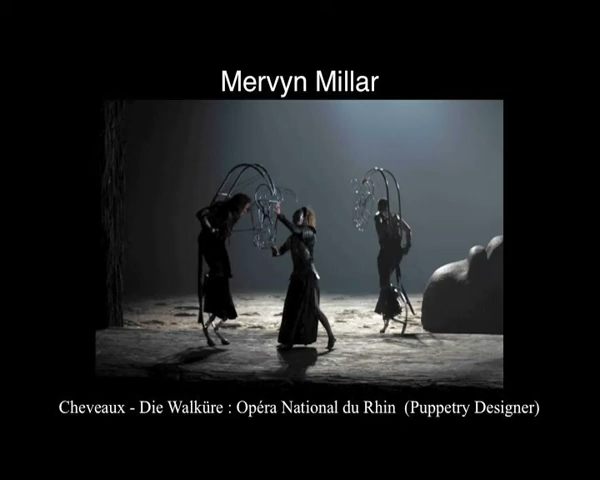 Mervyn Millar
Cheveaux - Die Walküre : Opéra National du Rhin (Puppetry Designer)